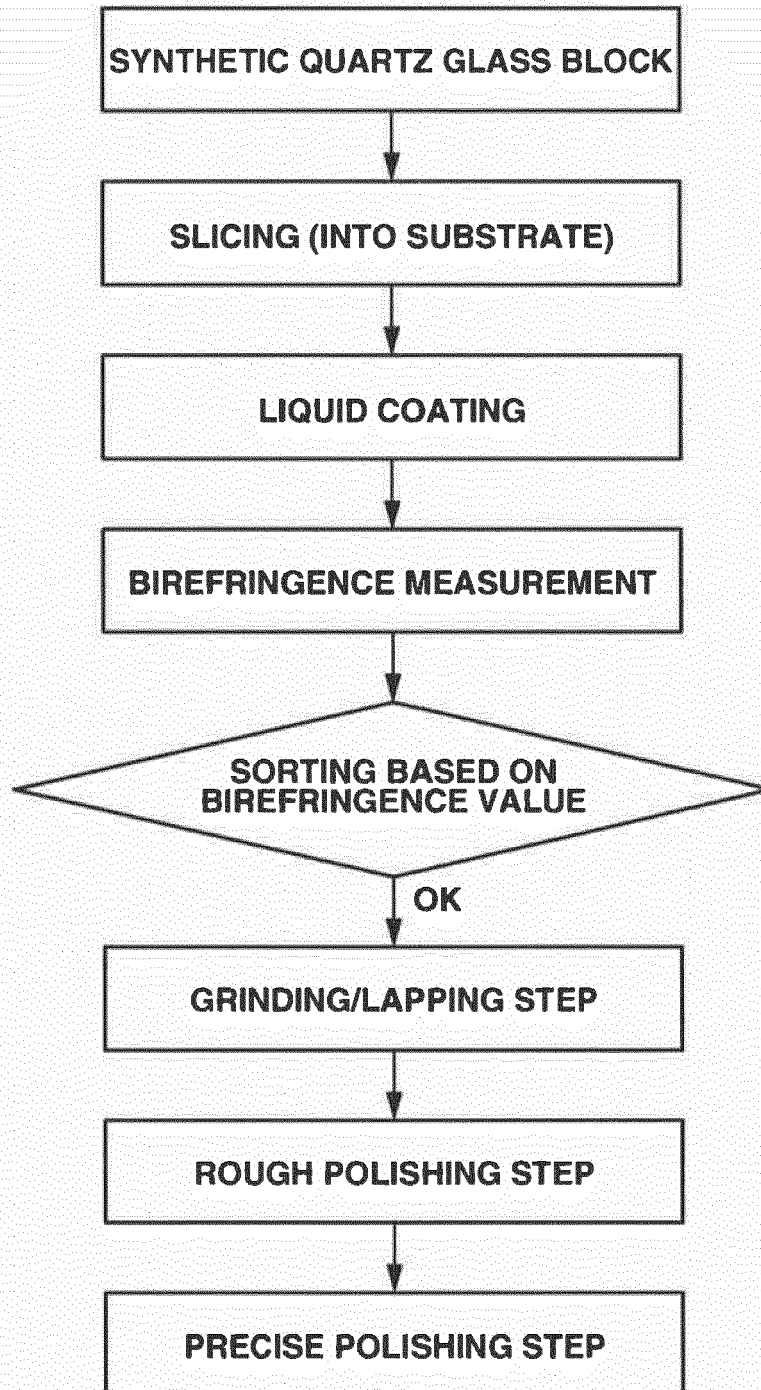 SYNTHETIC QUARTZ GLASS BLOCK
SLICING (INTO SUBSTRATE)
LIQUID COATING
BIREFRINGENCE MEASUREMENT
SORTING BASED ON
BIREFRINGENCE VALUE
OK
GRINDING/LAPPING STEP
ROUGH POLISHING STEP
PRECISE POLISHING STEP